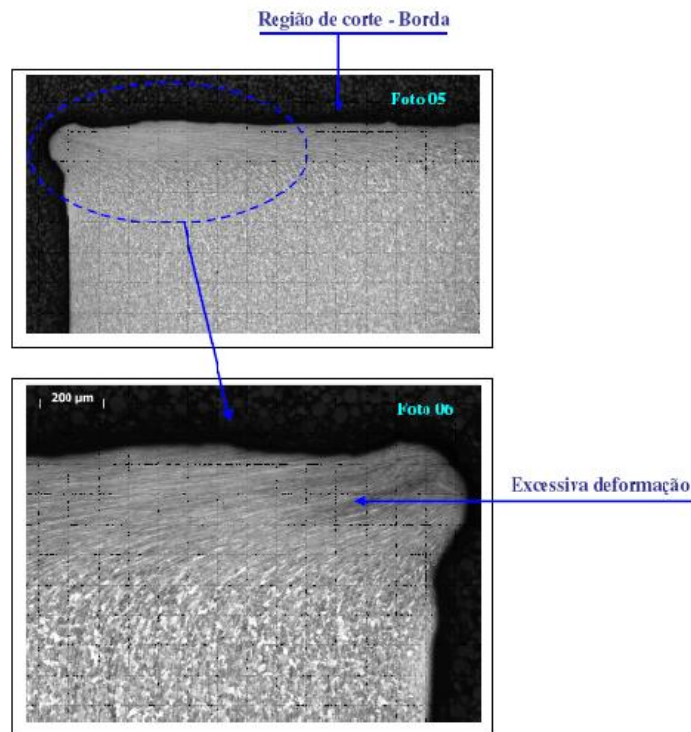 Região de corte - Borda
Foto 05
200 µm
Foto 06
Excessiva deformação